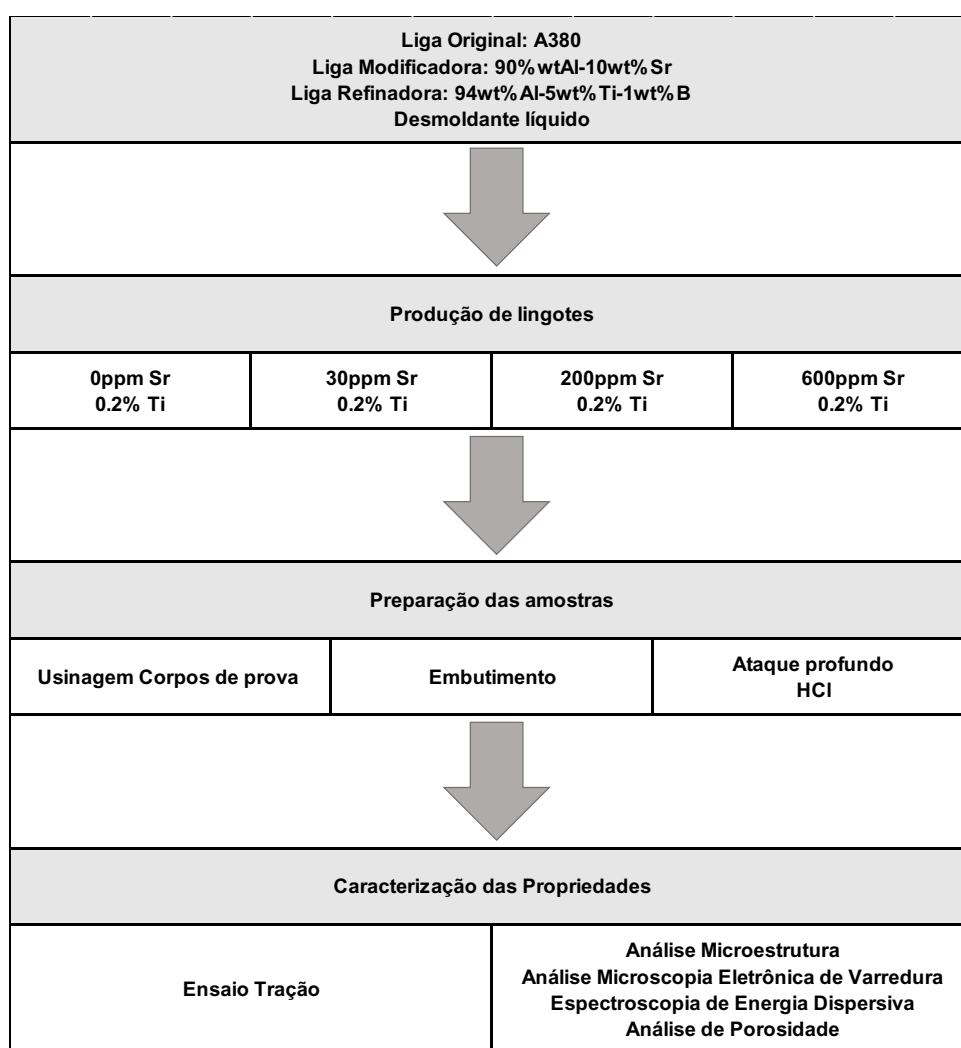 Liga Original: A380
Liga Modificadora: 90%wtAl-10wt%Sr
Liga Refinadora: 94wt%Al-5wt%Ti-1wt%B
Desmoldante líquido
Produção de lingotes
0ppm Sr
0.2% Ti
30ppm Sr
0.2% Ti
200ppm Sr
0.2% Ti
600ppm Sr
0.2% Ti
Preparação das amostras
Usinagem Corpos de prova
Embutimento
Ataque profundo
HCl
Caracterização das Propriedades
Ensaio Tração
Análise Microestrutura
Análise Microscopia Eletrônica de Varredura
Espectroscopia de Energia Dispersiva
Análise de Porosidade